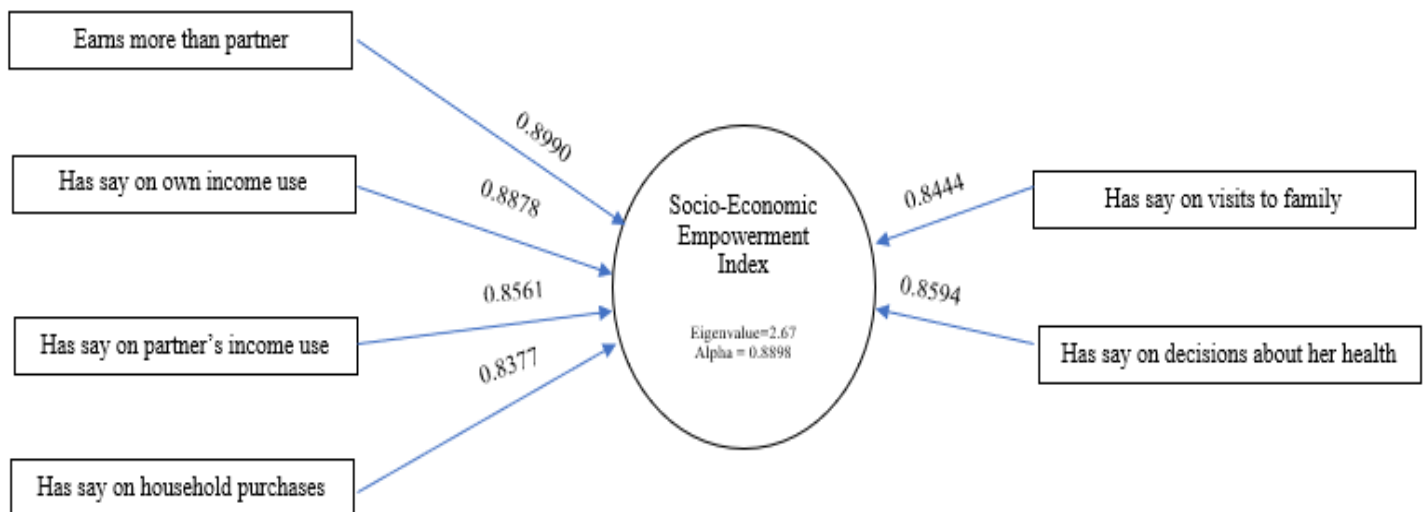 Earns more than partner
0.8990
Has say on own income use
0.8878
Has say on partner’s income use
0.8561
Has say on household purchases
0.8377
Socio-Economic
Empowerment
Index
Eigenvalue=2.67
Alpha = 0.8898
0.8444
Has say on visits to family
0.8594
Has say on decisions about her health